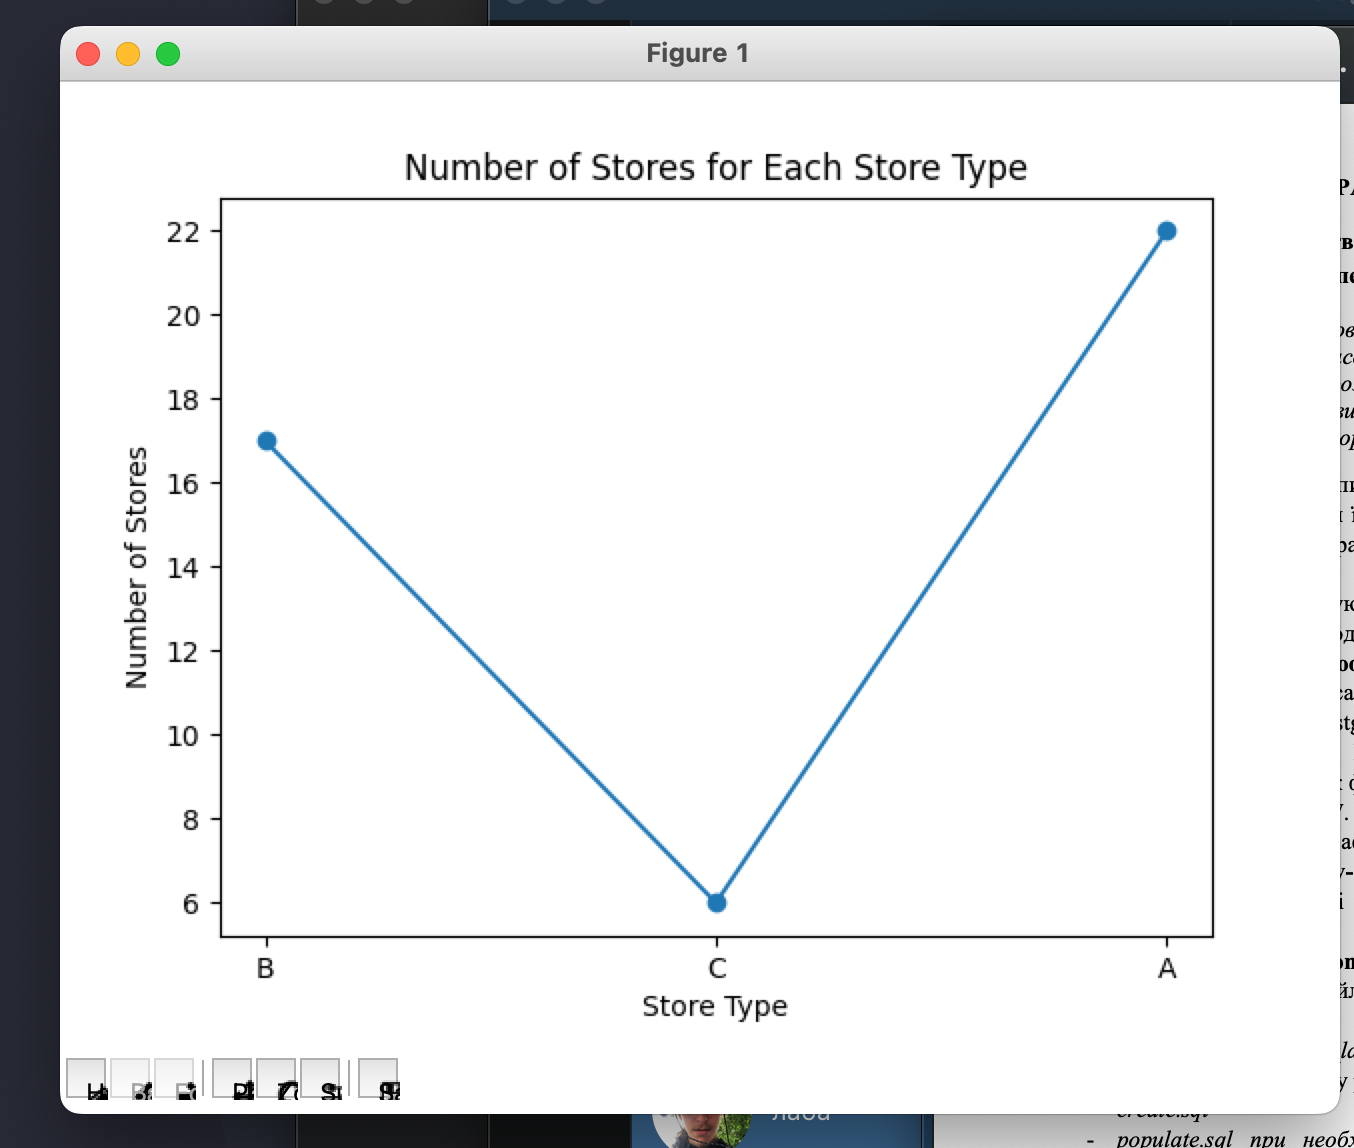 Figure 1
Number of Stores for Each Store Type
22
20
18
16
14
12
10
8
6
Number of Stores
B C A
Store Type
лаба
create.sql
- populate.sql при необх